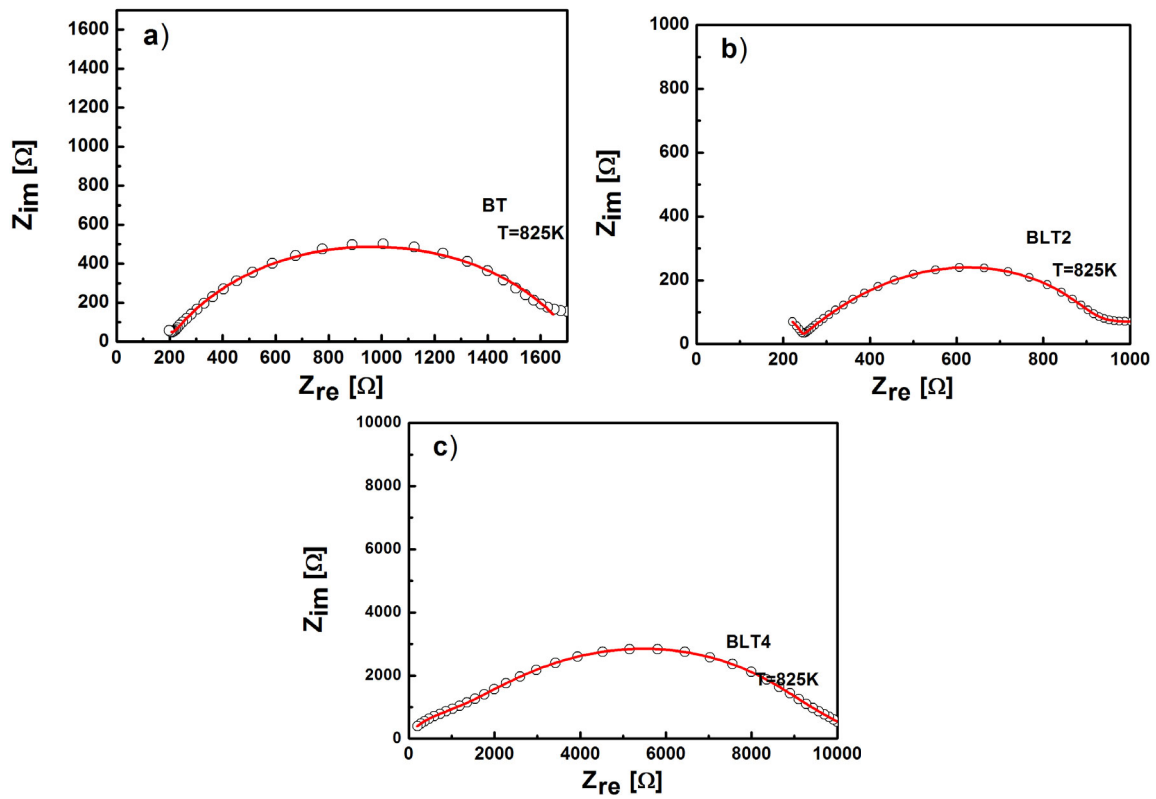 a)
1600
1400
1200
1000
800
600
400
200
0
Zim [Ω]
BT
T=825K
0 200 400 600 800 1000 1200 1400 1600
Zre [Ω]
b)
1000
800
600
400
200
0
Zim [Ω]
BLT2
T=825K
0 200 400 600 800 1000
Zre [Ω]
c)
10000
8000
6000
4000
2000
0
Zim [Ω]
BLT4
T=825K
0 2000 4000 6000 8000 10000
Zre [Ω]